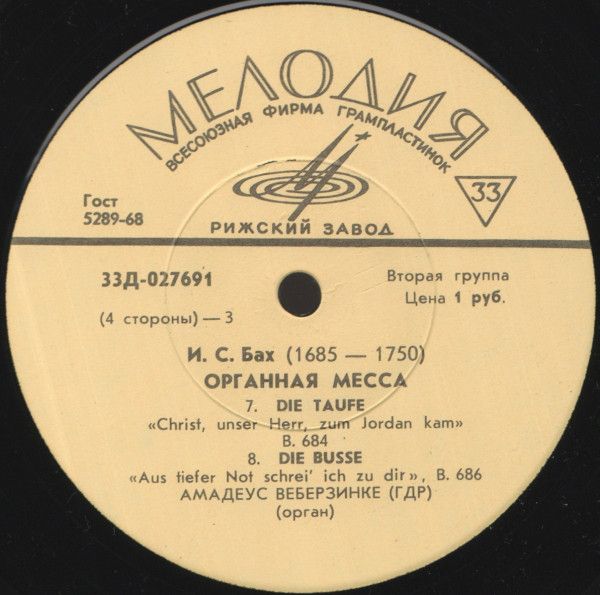 МЕЛОДИЯ
ВСЕСОЮЗНАЯ ФИРМА ГРАМПЛАСТИНОК
33
Гост
5289-68
РИЖСКИЙ ЗАВОД
33Д-027691
Вторая группа
Цена 1 руб.
(4 стороны) — 3
И. С. Бах (1685 — 1750)
ОРГАННАЯ МЕССА
7. DIE TAUFE
«Christ, unser Herr, zum Jordan kam»
B. 684
8. DIE BUSSE
«Aus tiefer Not schrei' ich zu dir», B. 686
АМАДЕУС ВЕБЕРЗИНКЕ (ГДР)
(орган)